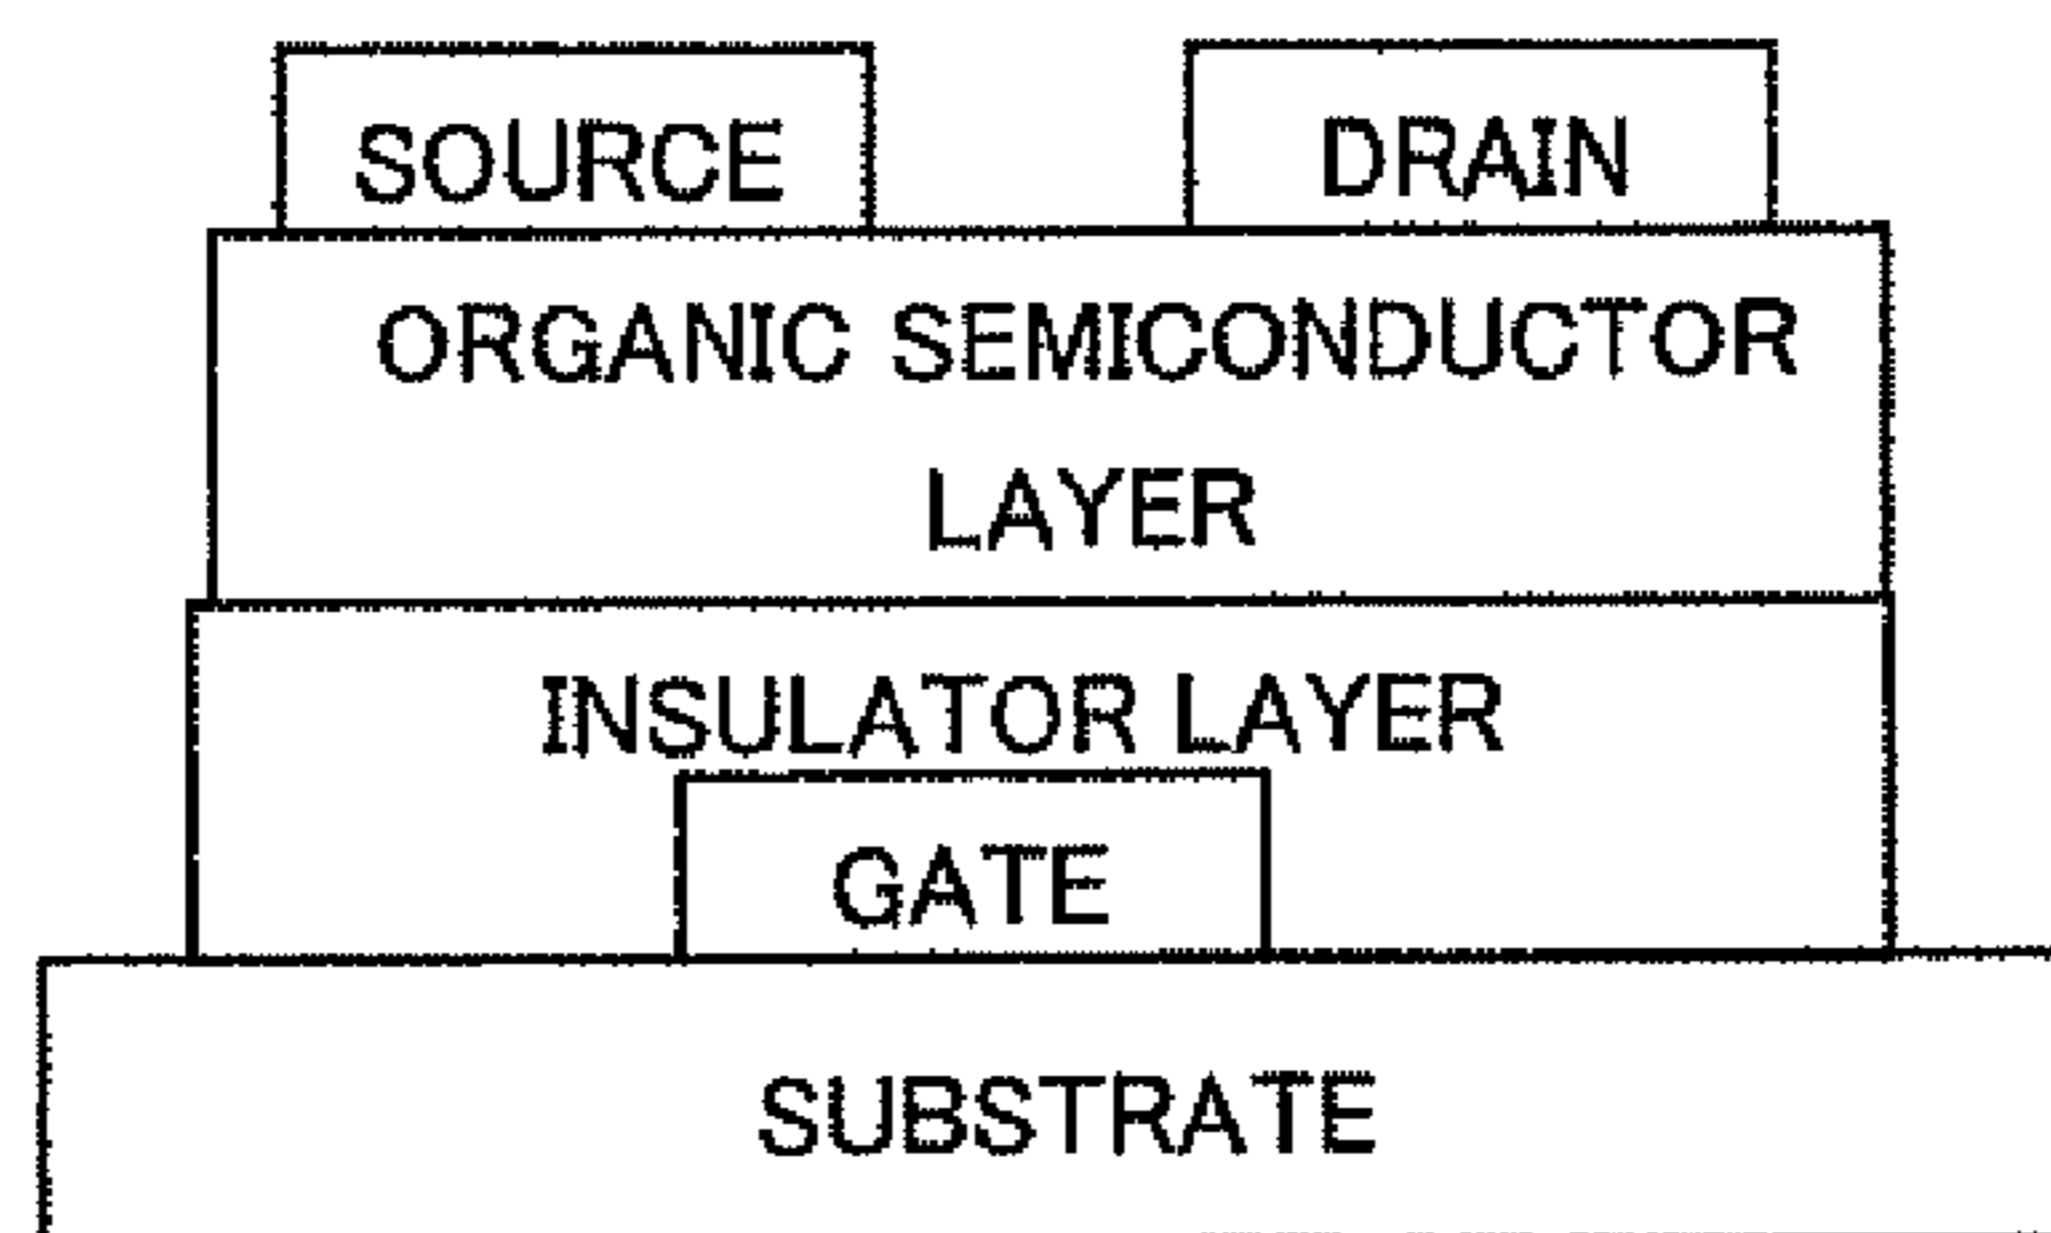 SOURCE
DRAIN
ORGANIC SEMICONDUCTOR
LAYER
INSULATOR LAYER
GATE
SUBSTRATE